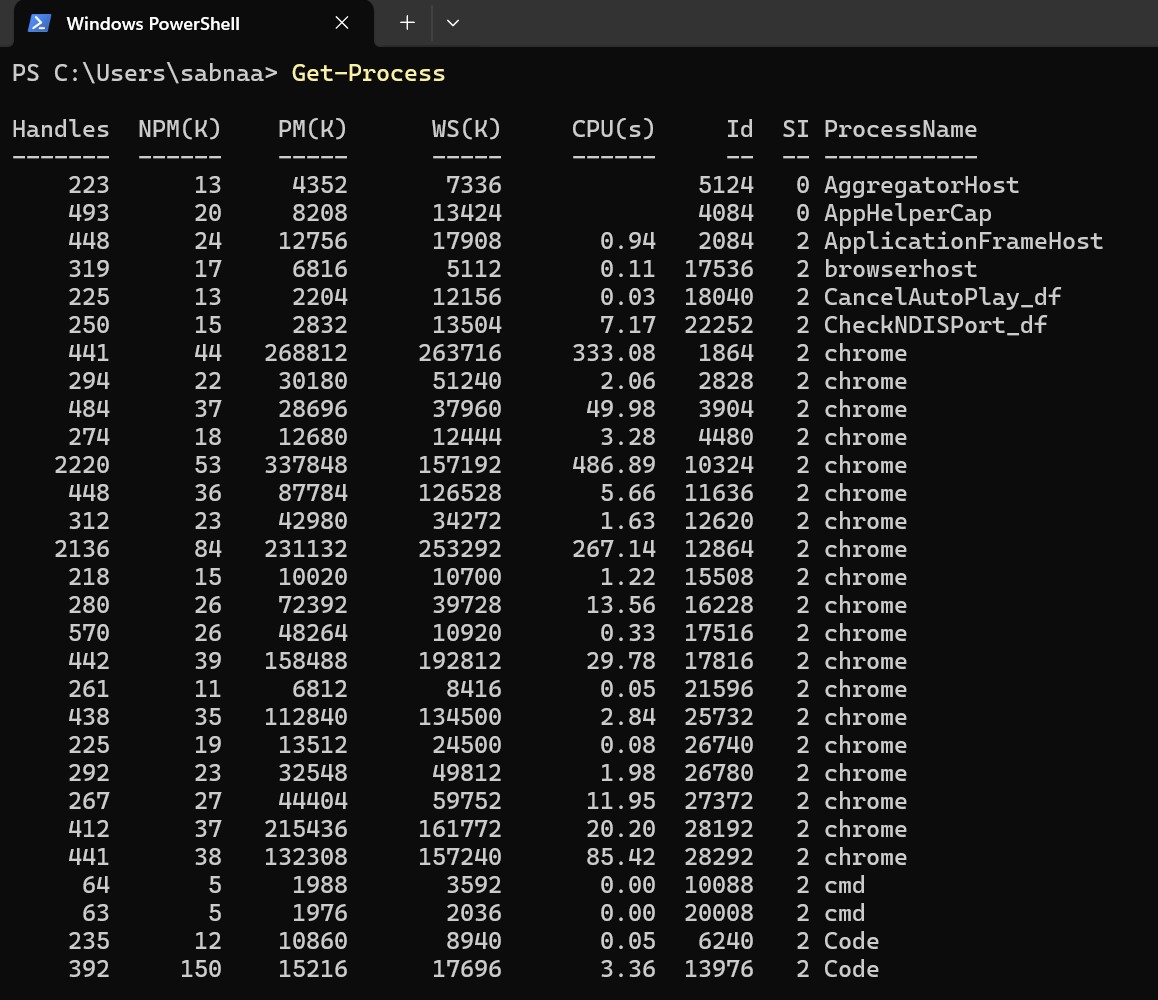 Windows PowerShell
PS C:\Users\sabnaa> Get-Process
Handles  NPM(K)    PM(K)      WS(K)     CPU(s)     Id  SI ProcessName
-------  ------    -----      -----     ------     --  -- -----------
    223      13     4352       7336              5124   0 AggregatorHost
    493      20     8208      13424              4084   0 AppHelperCap
    448      24    12756      17908       0.94   2084   2 ApplicationFrameHost
    319      17     6816       5112       0.11  17536   2 browserhost
    225      13     2204      12156       0.03  18040   2 CancelAutoPlay_df
    250      15     2832      13504       7.17  22252   2 CheckNDISPort_df
    441      44   268812     263716     333.08   1864   2 chrome
    294      22    30180      51240       2.06   2828   2 chrome
    484      37    28696      37960      49.98   3904   2 chrome
    274      18    12680      12444       3.28   4480   2 chrome
   2220      53   337848     157192     486.89  10324   2 chrome
    448      36    87784     126528       5.66  11636   2 chrome
    312      23    42980      34272       1.63  12620   2 chrome
   2136      84   231132     253292     267.14  12864   2 chrome
    218      15    10020      10700       1.22  15508   2 chrome
    280      26    72392      39728      13.56  16228   2 chrome
    570      26    48264      10920       0.33  17516   2 chrome
    442      39   158488     192812      29.78  17816   2 chrome
    261      11     6812       8416       0.05  21596   2 chrome
    438      35   112840     134500       2.84  25732   2 chrome
    225      19    13512      24500       0.08  26740   2 chrome
    292      23    32548      49812       1.98  26780   2 chrome
    267      27    44404      59752      11.95  27372   2 chrome
    412      37   215436     161772      20.20  28192   2 chrome
    441      38   132308     157240      85.42  28292   2 chrome
     64       5     1988       3592       0.00  10088   2 cmd
     63       5     1976       2036       0.00  20008   2 cmd
    235      12    10860       8940       0.05   6240   2 Code
    392     150    15216      17696       3.36  13976   2 Code